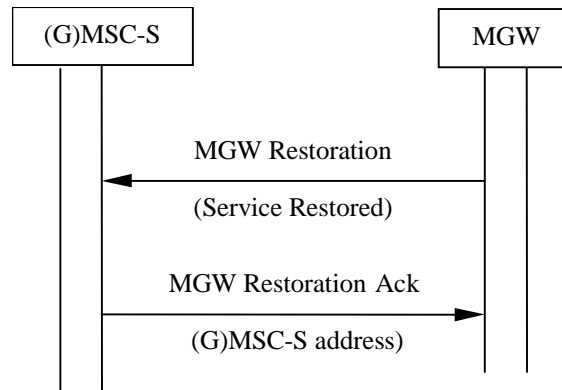 (G)MSC-S
MGW
MGW Restoration
(Service Restored)
MGW Restoration Ack
(G)MSC-S address)